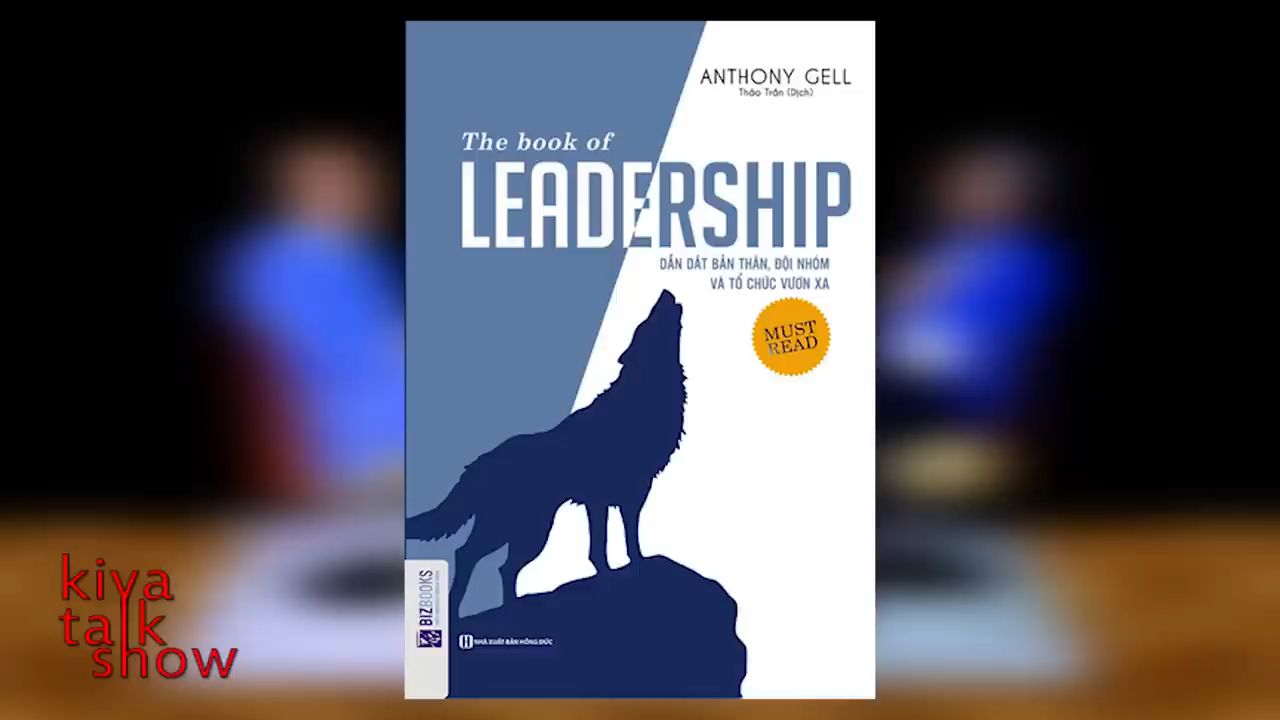 ANTHONY GELL
Thảo Trần (Dịch)
The book of
LEADERSHIP
DẪN DẮT BẢN THÂN, ĐỘI NHÓM
VÀ TỔ CHỨC VƯƠN XA
MUST
READ
BIZBOOKS
NHÀ XUẤT BẢN HỒNG ĐỨC
kiya
talk
show